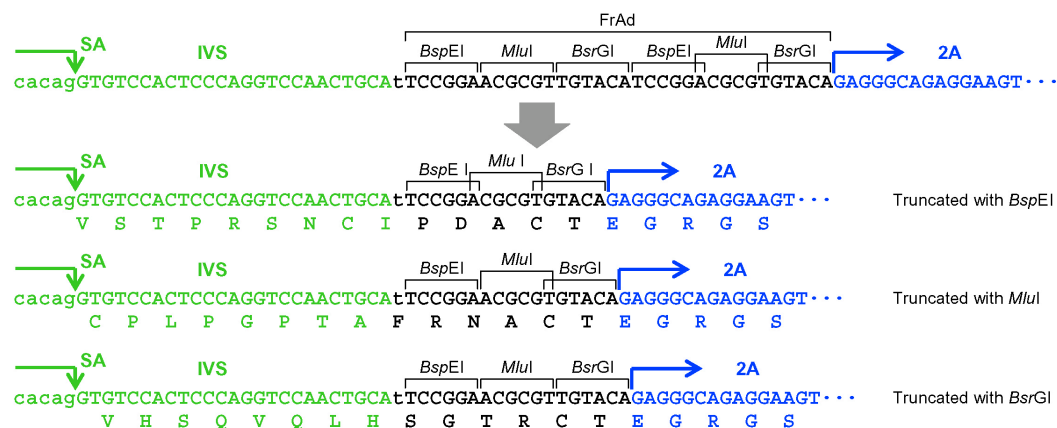 FrAd
SA IVS BspEI MluI BsrGI BspEI MluI BsrGI 2A
cacagGTGTCCACTCCCAGGTCCAACTGCAtTCCGGAACGCGTTGTACATCCGGACGCGTGTACAGAGGGCAGAGGAAGT···
SA IVS BspE I Mlu I BsrG I 2A
cacagGTGTCCACTCCCAGGTCCAACTGCAtTCCGGACGCGTGTACAGAGGGCAGAGGAAGT··· Truncated with BspEI
V S T P R S N C I P D A C T E G R G S
SA IVS BspEI MluI BsrGI 2A
cacagGTGTCCACTCCCAGGTCCAACTGCAtTCCGGAACGCGTGTACAGAGGGCAGAGGAAGT··· Truncated with MluI
C P L P G P T A F R N A C T E G R G S
SA IVS BspEI MluI BsrGI 2A
cacagGTGTCCACTCCCAGGTCCAACTGCAtTCCGGAACGCGTTGTACAGAGGGCAGAGGAAGT··· Truncated with BsrGI
V H S Q V Q L H S G T R C T E G R G S